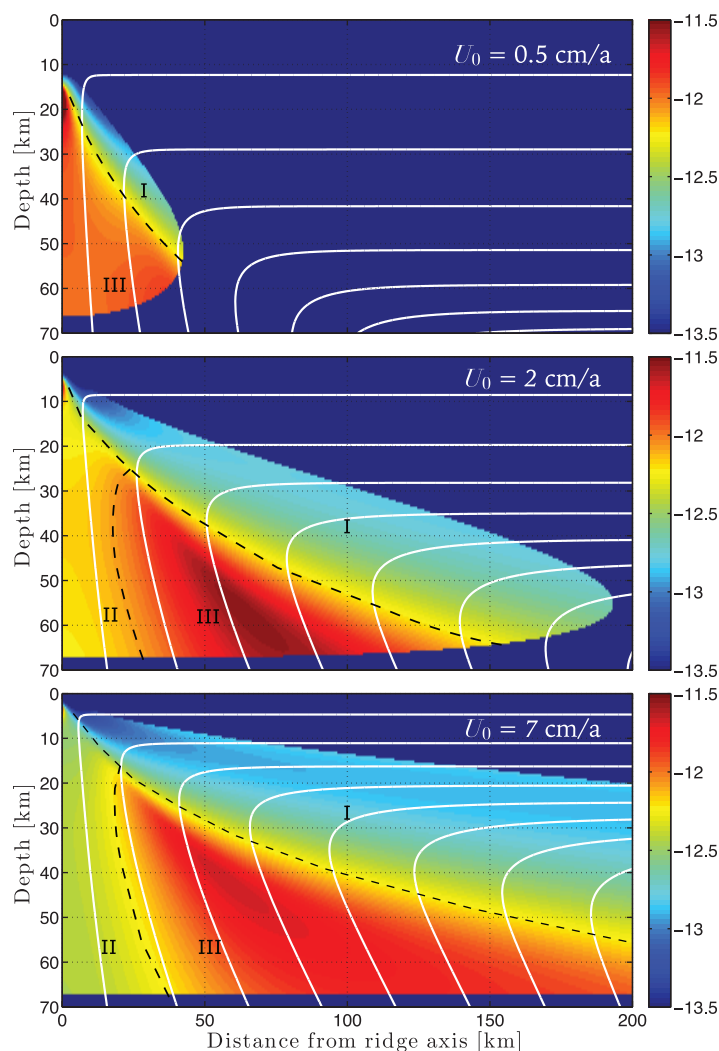 0
10
20
30
40
50
60
70
Depth [km]
U₀ = 0.5 cm/a
I
III
−11.5
−12
−12.5
−13
−13.5
0
10
20
30
40
50
60
70
Depth [km]
U₀ = 2 cm/a
I
II
III
−11.5
−12
−12.5
−13
−13.5
0
10
20
30
40
50
60
70
Depth [km]
U₀ = 7 cm/a
I
II
III
−11.5
−12
−12.5
−13
−13.5
0 50 100 150 200
Distance from ridge axis [km]